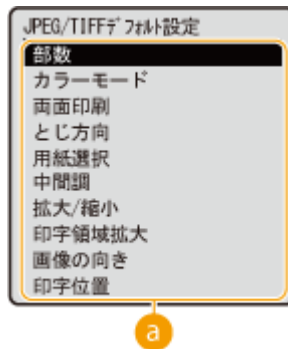 JPEG/TIFFﾃﾞﾌｫﾙﾄ設定
部数
カラーモード
両面印刷
とじ方向
用紙選択
中間調
拡大/縮小
印字領域拡大
画像の向き
印字位置
a